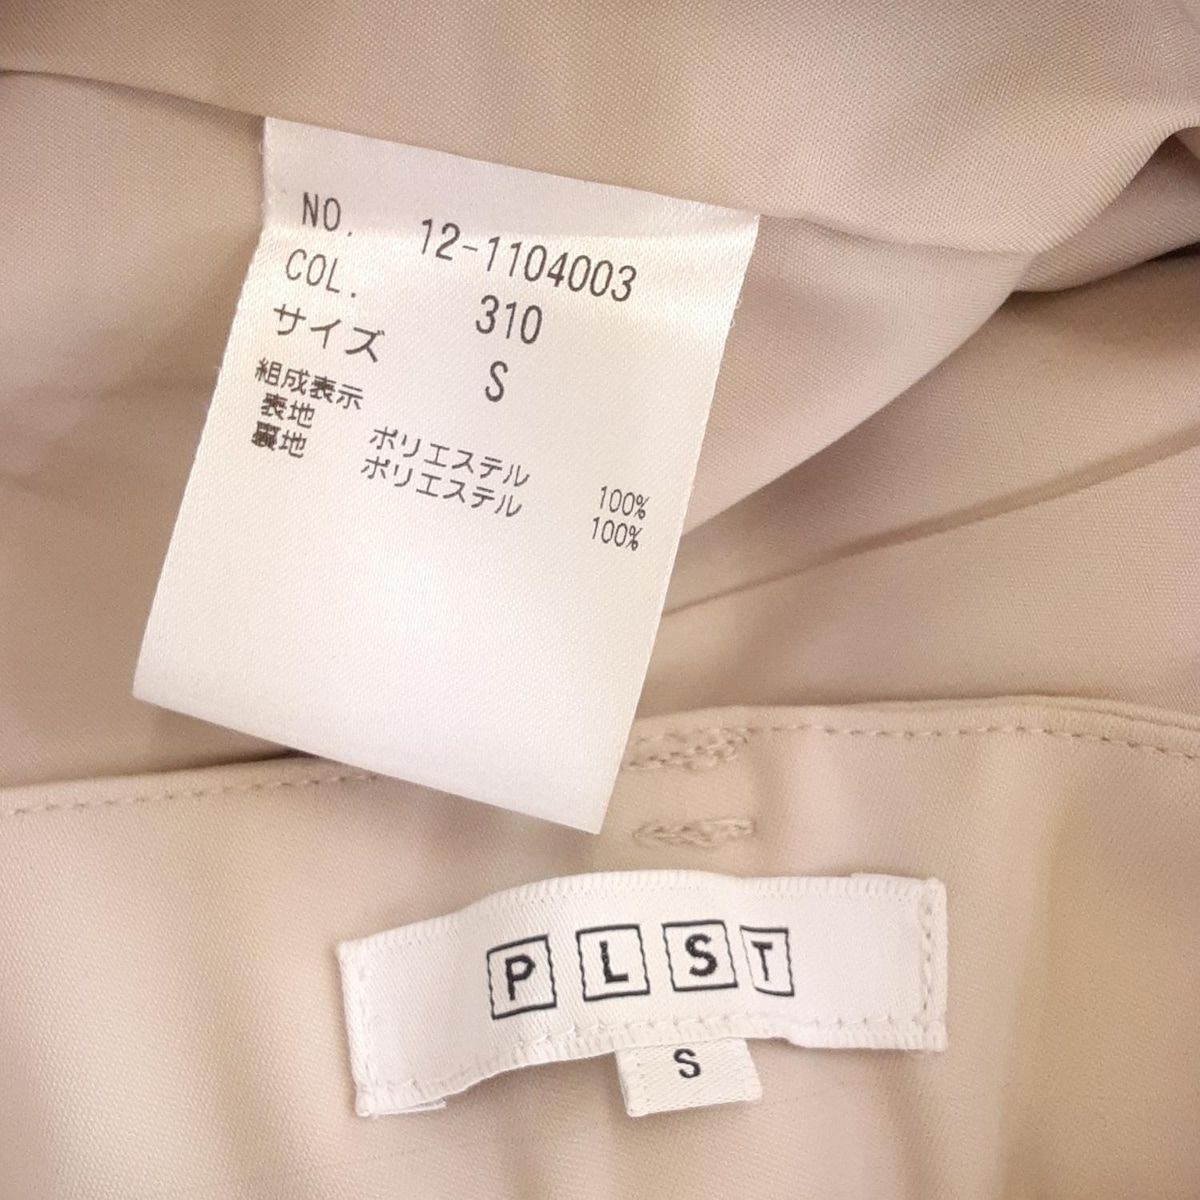 NO. 12-1104003
COL. 310
サイズ S
組成表示
表地 ポリエステル 100%
裏地 ポリエステル 100%
PLST
S